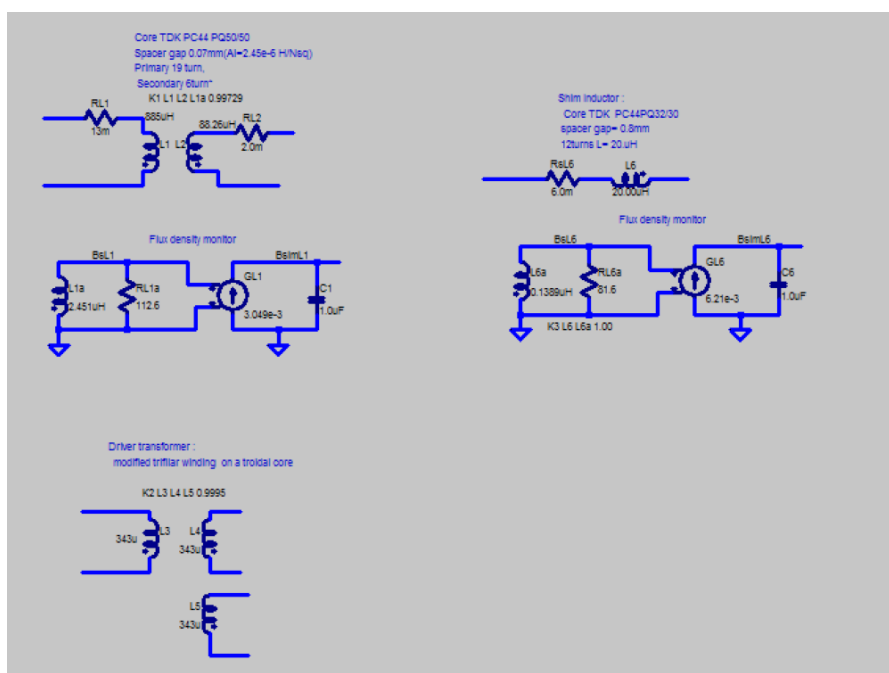 Core TDK PC44 PQ50/50
Spacer gap 0.07mm(Al=2.45e-6 H/Nsq)
Primary 19 turn,
Secondary 6turn"
K1 L1 L2 L1a 0.99729
RL1
13m
885uH
L1
L2
88.26uH
RL2
2.0m
Shim inductor :
Core TDK PC44PQ32/30
spacer gap= 0.8mm
12turns L= 20.uH
RsL6
6.0m
L6
20.00uH
Flux density monitor
BsL1
BsimL1
L1a
2.451uH
RL1a
112.6
GL1
3.049e-3
C1
1.0uF
Flux density monitor
BsL6
BsimL6
L6a
0.1389uH
RL6a
81.6
GL6
6.21e-3
C6
1.0uF
K3 L6 L6a 1.00
Driver transformer :
modified trifilar winding on a troidal core
K2 L3 L4 L5 0.9995
343u
L3
L4
343u
L5
343u